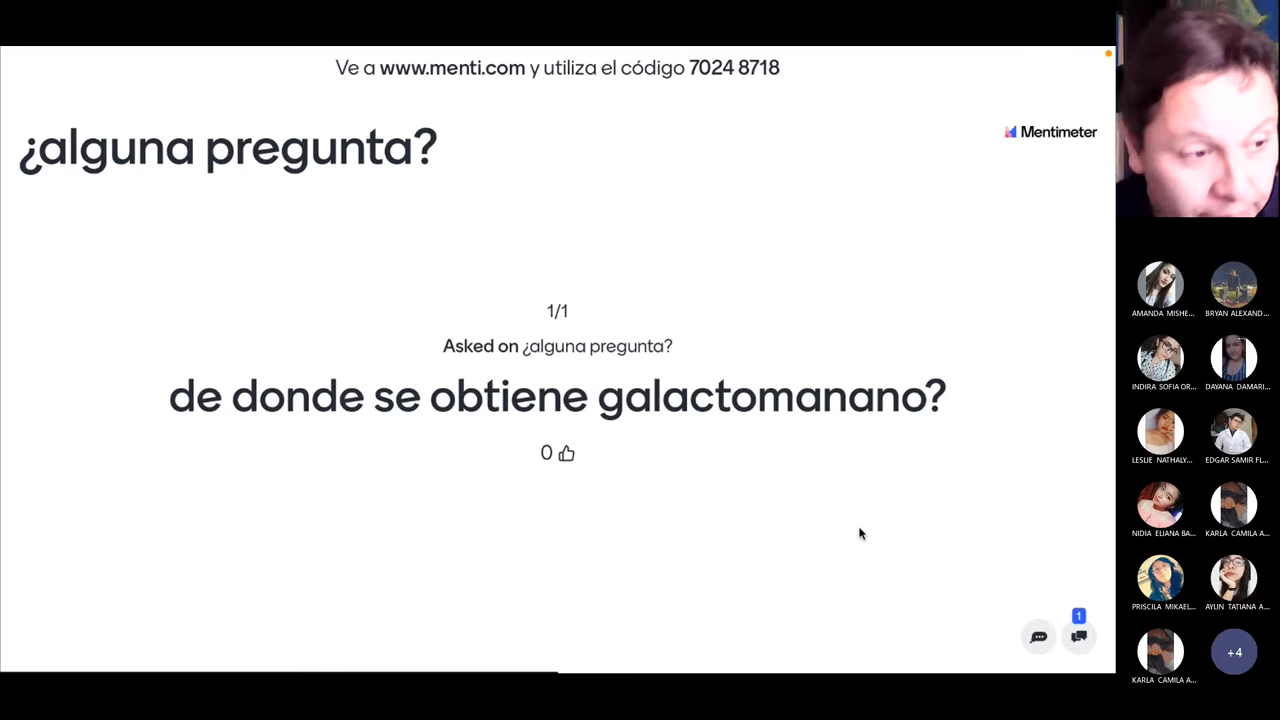 Ve a www.menti.com y utiliza el código 7024 8718
¿alguna pregunta?
Mentimeter
1/1
Asked on ¿alguna pregunta?
de donde se obtiene galactomanano?
0
1
AMANDA MISHE...
BRYAN ALEXAND...
INDIRA SOFIA OR...
DAYANA DAMARI...
LESLIE NATHALY...
EDGAR SAMIR FL...
NIDIA ELIANA BA...
KARLA CAMILA A...
PRISCILA MIKAEL...
AYLIN TATIANA A...
KARLA CAMILA A...
+4